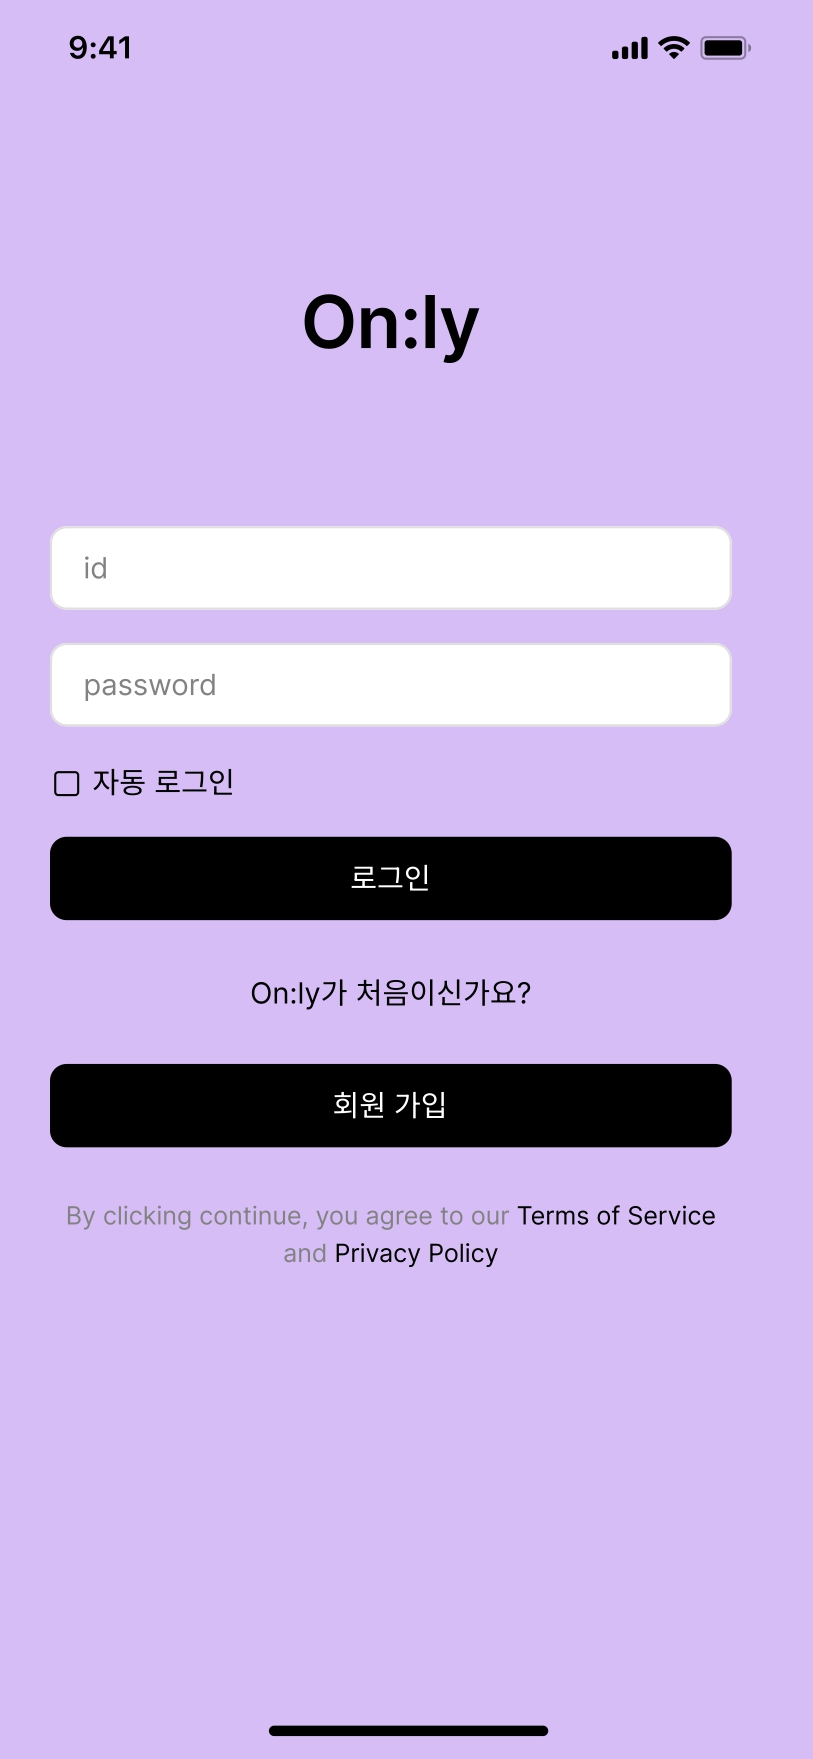 9:41
On:ly
id
password
자동 로그인
로그인
On:ly가 처음이신가요?
회원 가입
By clicking continue, you agree to our Terms of Service
and Privacy Policy